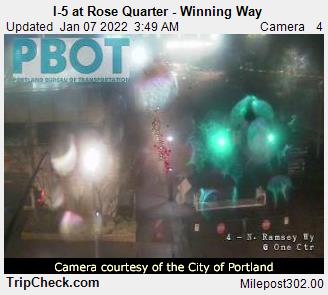 I-5 at Rose Quarter - Winning Way
Updated Jan 07 2022 3:49 AM Camera 4
PBOT
PORTLAND BUREAU OF TRANSPORTATION
4 - N. Ramsey Wy
@ One Ctr
Camera courtesy of the City of Portland
TripCheck.com Milepost302.00